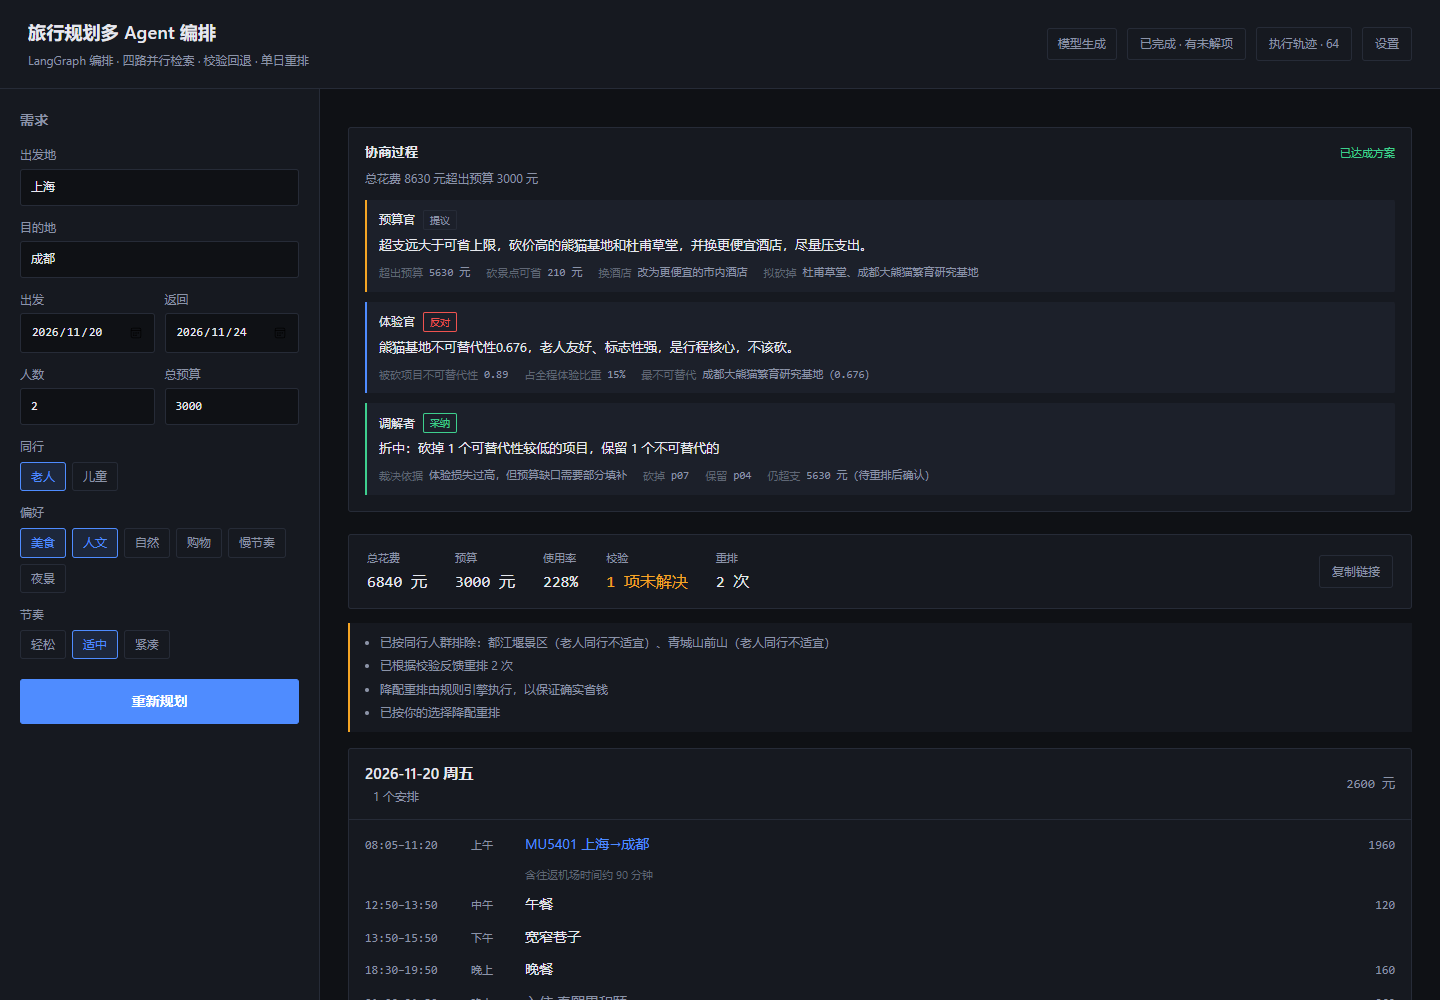 旅行规划多 Agent 编排
LangGraph 编排 · 四路并行检索 · 校验回退 · 单日重排
模型生成
已完成 · 有未解项
执行轨迹 · 64
设置
需求
出发地
上海
目的地
成都
出发
返回
2026/11/20
2026/11/24
人数
总预算
2
3000
同行
老人
儿童
偏好
美食
人文
自然
购物
慢节奏
夜景
节奏
轻松
适中
紧凑
重新规划
协商过程
已达成方案
总花费 8630 元超出预算 3000 元
预算官 提议
超支远大于可省上限，砍价高的熊猫基地和杜甫草堂，并换更便宜酒店，尽量压支出。
超出预算 5630 元 砍景点可省 210 元 换酒店 改为更便宜的市内酒店 拟砍掉 杜甫草堂、成都大熊猫繁育研究基地
体验官 反对
熊猫基地不可替代性0.676，老人友好、标志性强，是行程核心，不该砍。
被砍项目不可替代性 0.89 占全程体验比重 15% 最不可替代 成都大熊猫繁育研究基地 (0.676)
调解者 采纳
折中：砍掉 1 个可替代性较低的项目，保留 1 个不可替代的
裁决依据 体验损失过高，但预算缺口需要部分填补 砍掉 p07 保留 p04 仍超支 5630 元（待重排后确认）
总花费
预算
使用率
校验
重排
6840 元
3000 元
228%
1 项未解决
2 次
复制链接
已按同行人群排除：都江堰景区（老人同行不适宜）、青城山前山（老人同行不适宜）
已根据校验反馈重排 2 次
降配重排由规则引擎执行，以保证确实省钱
已按你的选择降配重排
2026-11-20 周五
1 个安排
2600 元
08:05-11:20 上午 MU5401 上海→成都 1960
含往返机场时间约 90 分钟
12:50-13:50 中午 午餐 120
13:50-15:50 下午 宽窄巷子
18:30-19:50 晚上 晚餐 160